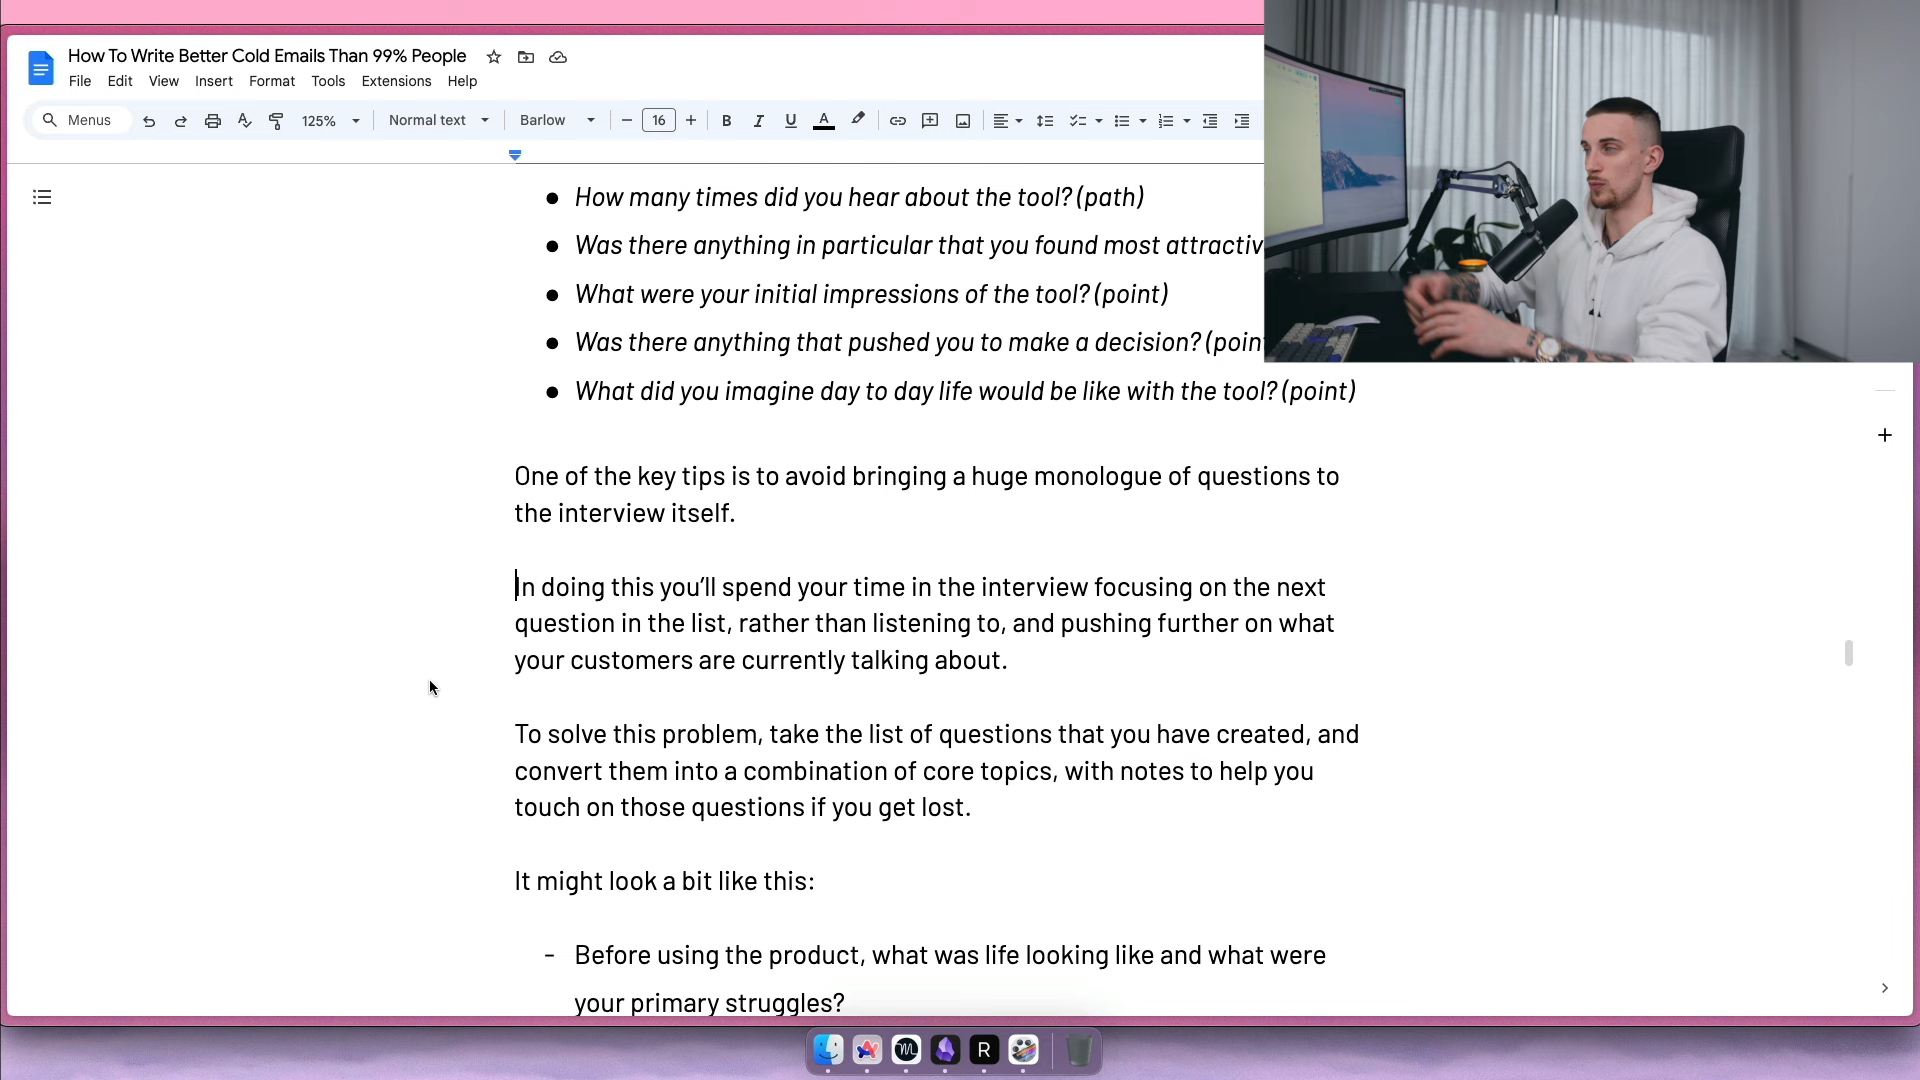 How To Write Better Cold Emails Than 99% People
File Edit View Insert Format Tools Extensions Help
Menus 125% Normal text Barlow 16 B I U A
How many times did you hear about the tool? (path)
Was there anything in particular that you found most
What were your initial impressions of the tool? (point)
Was there anything that pushed you to make a decision?
What did you imagine day to day life would be like with the tool? (point)
One of the key tips is to avoid bringing a huge monologue of questions to
the interview itself.
In doing this you’ll spend your time in the interview focusing on the next
question in the list, rather than listening to, and pushing further on what
your customers are currently talking about.
To solve this problem, take the list of questions that you have created, and
convert them into a combination of core topics, with notes to help you
touch on those questions if you get lost.
It might look a bit like this:
- Before using the product, what was life looking like and what were
your primary struggles?
R